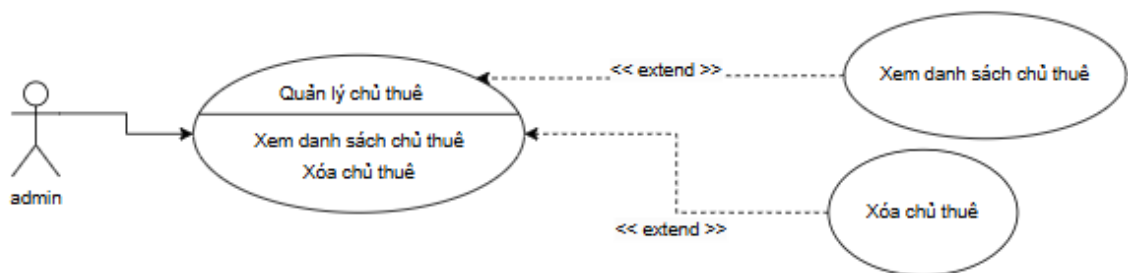 << extend >>
Xem danh sách chủ thuê
Quản lý chủ thuê
Xem danh sách chủ thuê
Xóa chủ thuê
admin
Xóa chủ thuê
<< extend >>